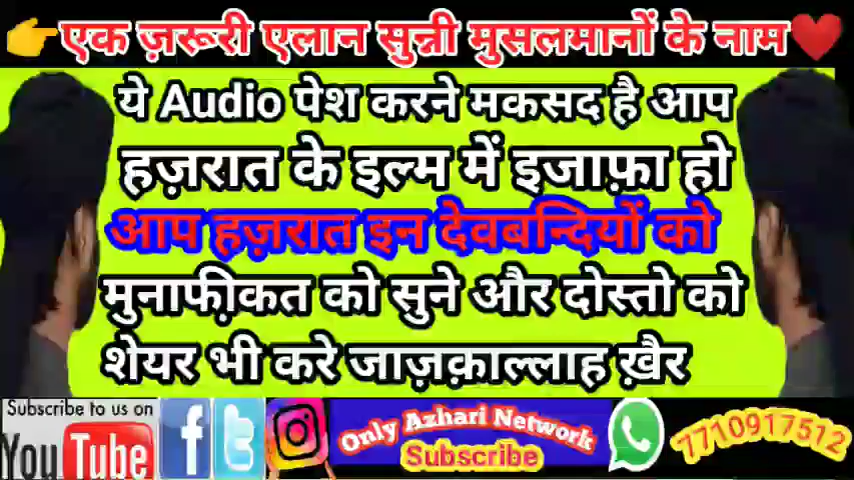 एक ज़रूरी एलान सुन्नी मुसलमानों के नाम
ये Audio पेश करने मकसद है आप
हज़रात के इल्म में इजाफ़ा हो
आप हज़रात इन देवबन्दियों को
मुनाफ़ीकत को सुने और दोस्तो को
शेयर भी करे जाज़क़ाल्लाह ख़ैर
Subscribe to us on
YouTube
Only Azhari Network
Subscribe
7710917512